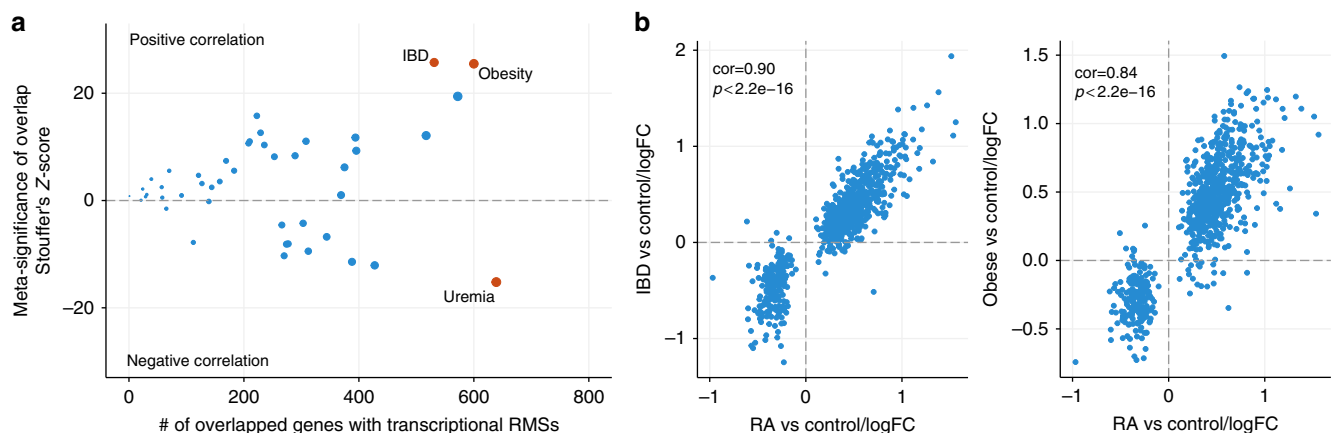 a
Positive correlation
IBD
Obesity
Uremia
Negative correlation
20
0
−20
Meta-significance of overlap
Stouffer's Z-score
0
200
400
600
800
# of overlapped genes with transcriptional RMSs
b
cor=0.90
p<2.2e−16
2
1
0
−1
IBD vs control/logFC
−1
0
1
RA vs control/logFC
cor=0.84
p<2.2e−16
1.5
1.0
0.5
0.0
−0.5
Obese vs control/logFC
−1
0
1
RA vs control/logFC